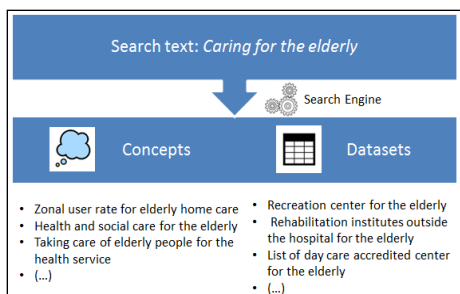 Search text: Caring for the elderly
Search Engine
Concepts
Datasets
• Zonal user rate for elderly home care
• Health and social care for the elderly
• Taking care of elderly people for the
health service
• (...)
• Recreation center for the elderly
• Rehabilitation institutes outside
the hospital for the elderly
• List of day care accredited center
for the elderly
• (...)